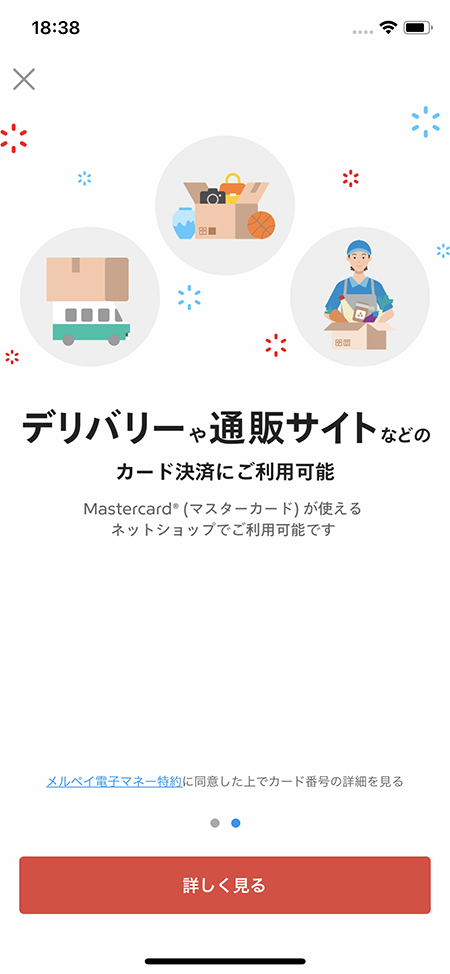 18:38
デリバリーや通販サイトなどの
カード決済にご利用可能
Mastercard® (マスターカード) が使える
ネットショップでご利用可能です
メルペイ電子マネー特約に同意した上でカード番号の詳細を見る
詳しく見る